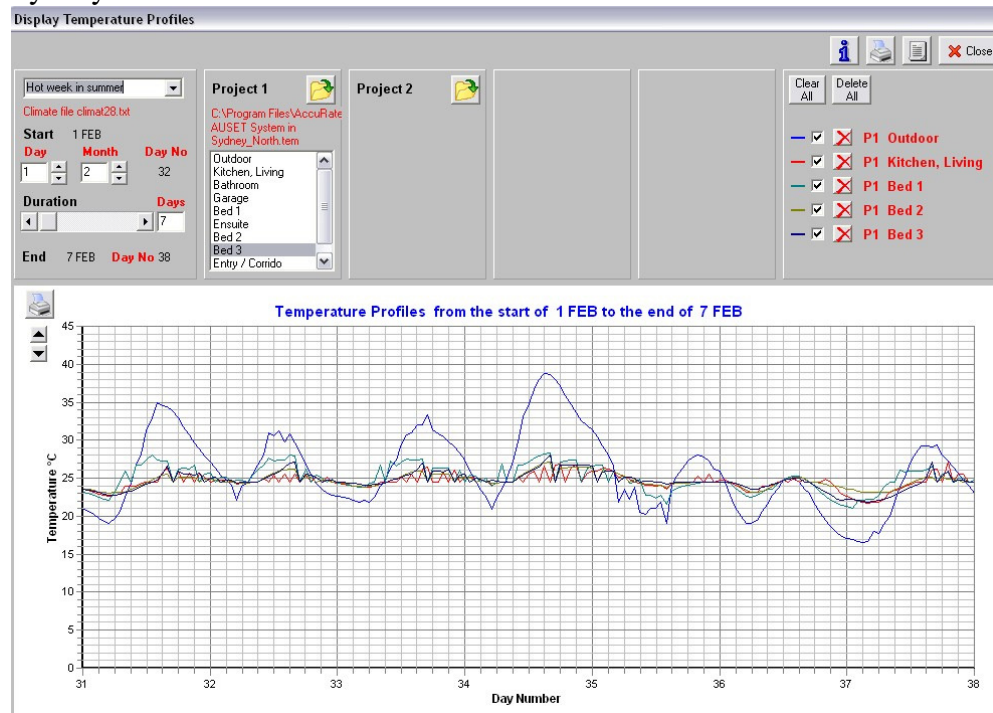 Display Temperature Profiles
Close
Hot week in summer
Climate file climat28.txt
Start 1 FEB
Day Month Day No
1 2 32
Duration Days
7
End 7 FEB Day No 38
Project 1
C:\Program Files\AccuRate
AUSET System in
Sydney_North.tem
Outdoor
Kitchen, Living
Bathroom
Garage
Bed 1
Ensuite
Bed 2
Bed 3
Entry / Corrido
Project 2
Clear All
Delete All
P1 Outdoor
P1 Kitchen, Living
P1 Bed 1
P1 Bed 2
P1 Bed 3
Temperature Profiles from the start of 1 FEB to the end of 7 FEB
Temperature °C
45
40
35
30
25
20
15
10
5
0
31 32 33 34 35 36 37 38
Day Number